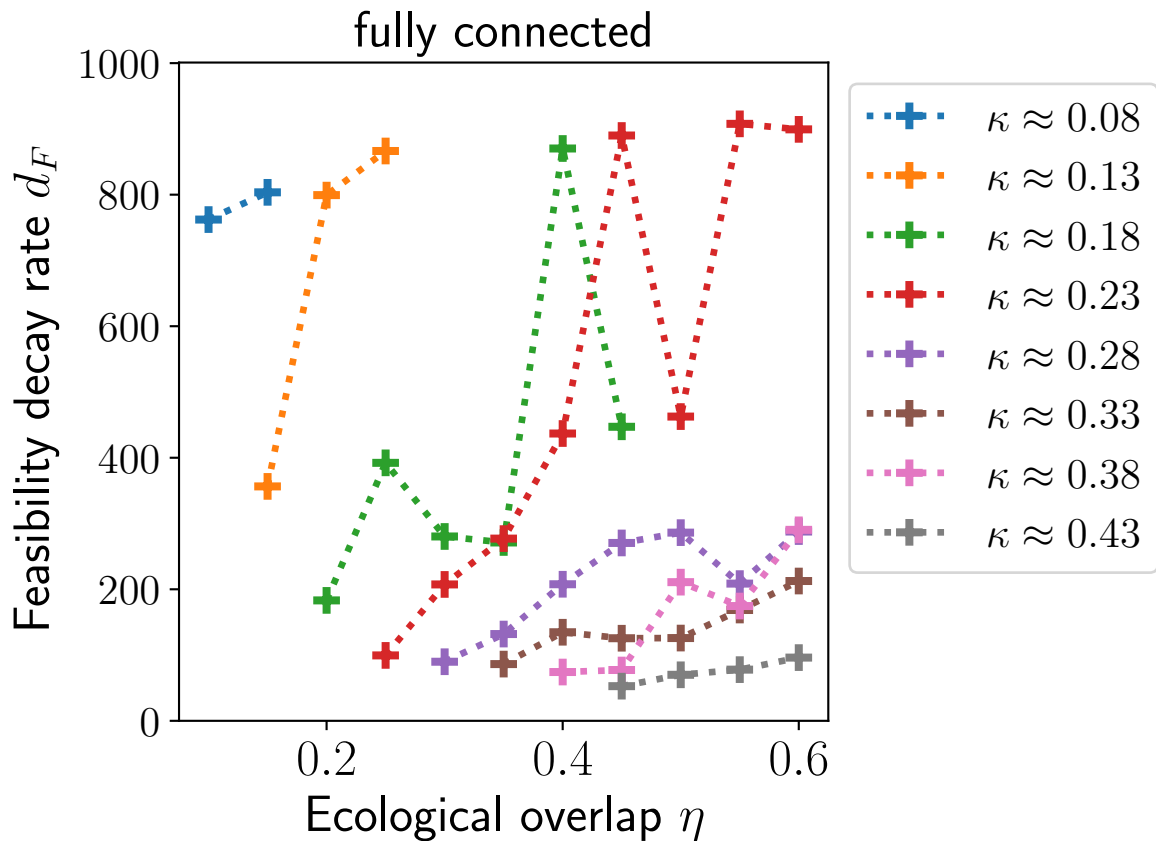 fully connected
1000
800
600
400
200
0
Feasibility decay rate d_F
0.2 0.4 0.6
Ecological overlap η
κ ≈ 0.08
κ ≈ 0.13
κ ≈ 0.18
κ ≈ 0.23
κ ≈ 0.28
κ ≈ 0.33
κ ≈ 0.38
κ ≈ 0.43